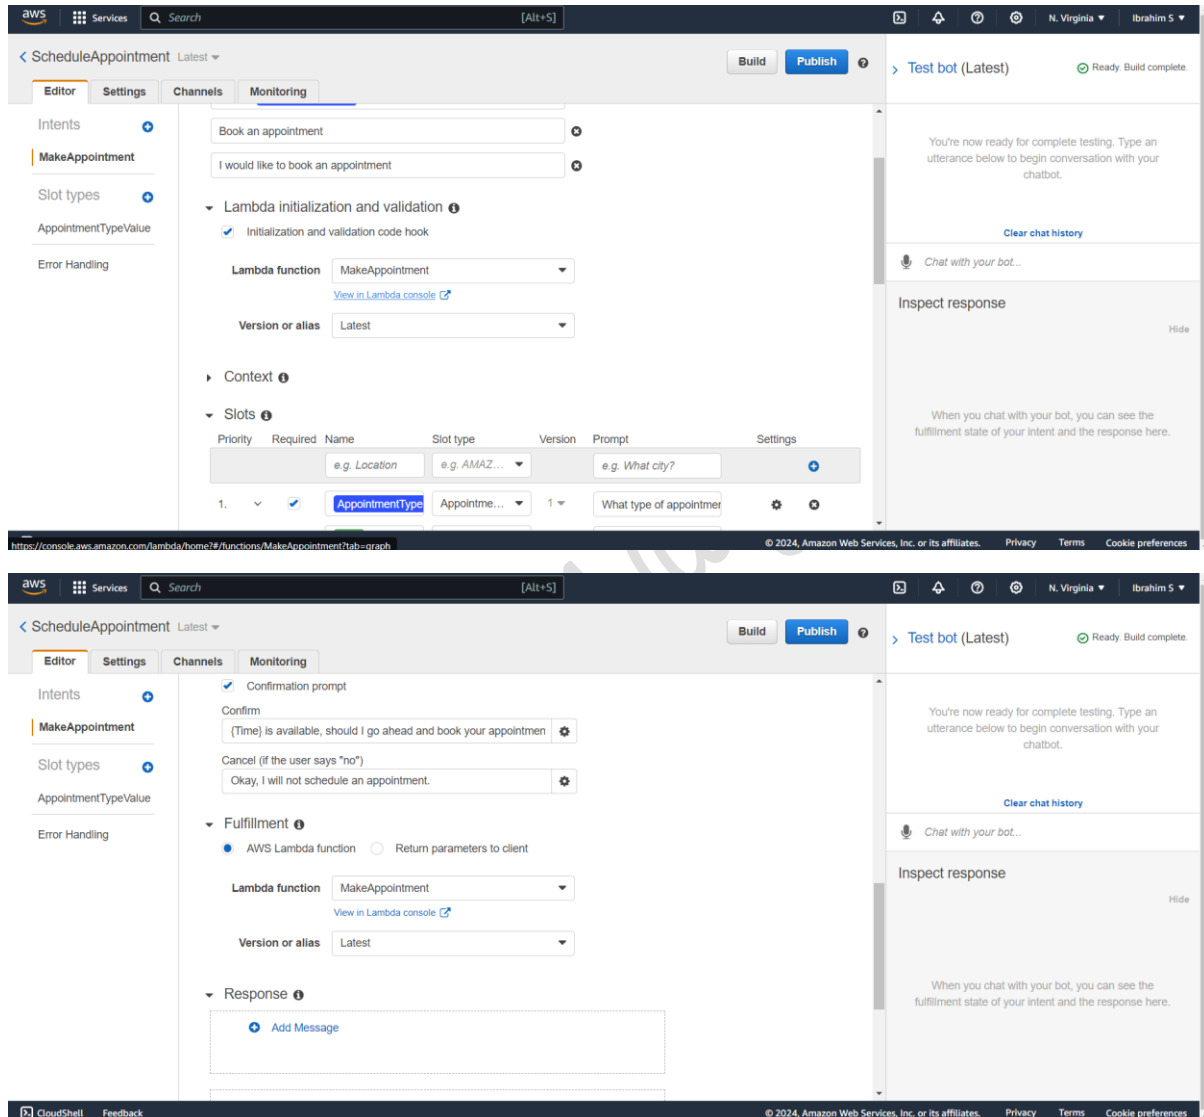 aws Services Search [Alt+S] N. Virginia Ibrahim S
ScheduleAppointment Latest Build Publish
Test bot (Latest) Ready. Build complete.
Editor Settings Channels Monitoring
Intents
MakeAppointment
Slot types
AppointmentTypeValue
Error Handling
Book an appointment
I would like to book an appointment
Lambda initialization and validation
Initialization and validation code hook
Lambda function MakeAppointment
View in Lambda console
Version or alias Latest
Context
Slots
Priority Required Name Slot type Version Prompt Settings
e.g. Location e.g. AMAZ... e.g. What city?
1. AppointmentType Appointme... 1 What type of appointmer
You're now ready for complete testing. Type an
utterance below to begin conversation with your
chatbot.
Clear chat history
Chat with your bot...
Inspect response
Hide
When you chat with your bot, you can see the
fulfillment state of your intent and the response here.
https://console.aws.amazon.com/lambda/home?#/functions/MakeAppointment?tab=graph
© 2024, Amazon Web Services, Inc. or its affiliates. Privacy Terms Cookie preferences
aws Services Search [Alt+S] N. Virginia Ibrahim S
ScheduleAppointment Latest Build Publish
Test bot (Latest) Ready. Build complete.
Editor Settings Channels Monitoring
Intents
MakeAppointment
Slot types
AppointmentTypeValue
Error Handling
Confirmation prompt
Confirm
{Time} is available, should I go ahead and book your appointmen
Cancel (if the user says "no")
Okay, I will not schedule an appointment.
Fulfillment
AWS Lambda function Return parameters to client
Lambda function MakeAppointment
View in Lambda console
Version or alias Latest
Response
Add Message
You're now ready for complete testing. Type an
utterance below to begin conversation with your
chatbot.
Clear chat history
Chat with your bot...
Inspect response
Hide
When you chat with your bot, you can see the
fulfillment state of your intent and the response here.
CloudShell Feedback
© 2024, Amazon Web Services, Inc. or its affiliates. Privacy Terms Cookie preferences